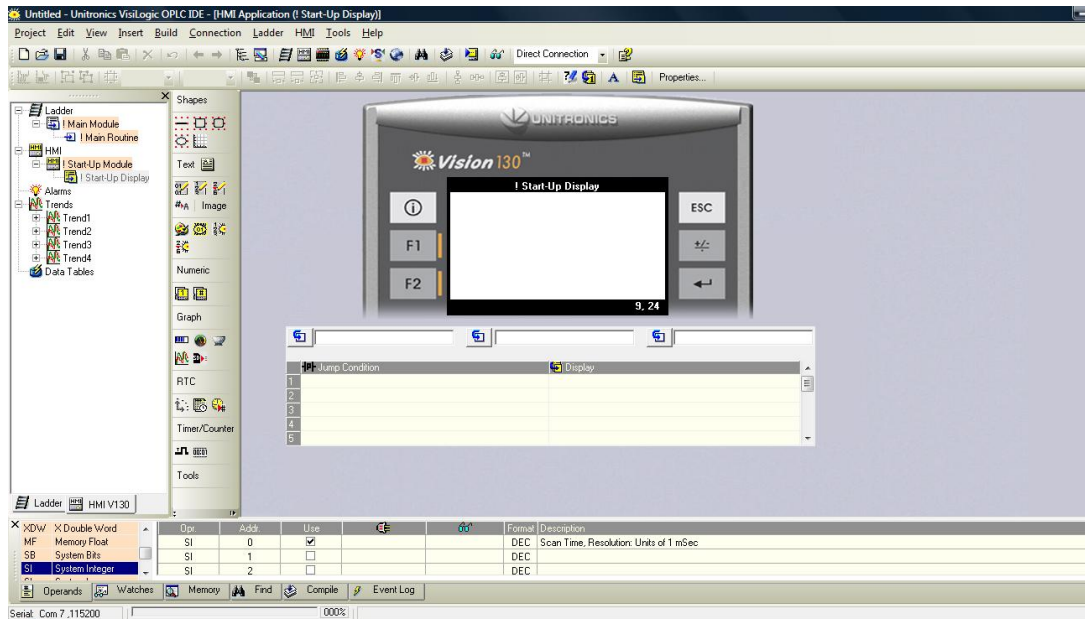 Untitled - Unitronics VisiLogic OPLC IDE - [HMI Application (! Start-Up Display)]
Project Edit View Insert Build Connection Ladder HMI Tools Help
Direct Connection
Properties...
Ladder
! Main Module
! Main Routine
HMI
! Start-Up Module
! Start-Up Display
Alarms
Trends
Trend1
Trend2
Trend3
Trend4
Data Tables
Ladder HMI V130
Shapes
Text
Image
Numeric
Graph
RTC
Timer/Counter
Tools
UNITRONICS
Vision 130™
! Start-Up Display
F1
F2
ESC
+/-
9, 24
Jump Condition Display
1
2
3
4
5
XDW X Double Word
MF Memory Float
SB System Bits
SI System Integer
Opr. Addr. Use Format Description
SI 0 DEC Scan Time, Resolution: Units of 1 mSec
SI 1 DEC
SI 2 DEC
Operands Watches Memory Find Compile Event Log
Serial: Com 7 ,115200 000%